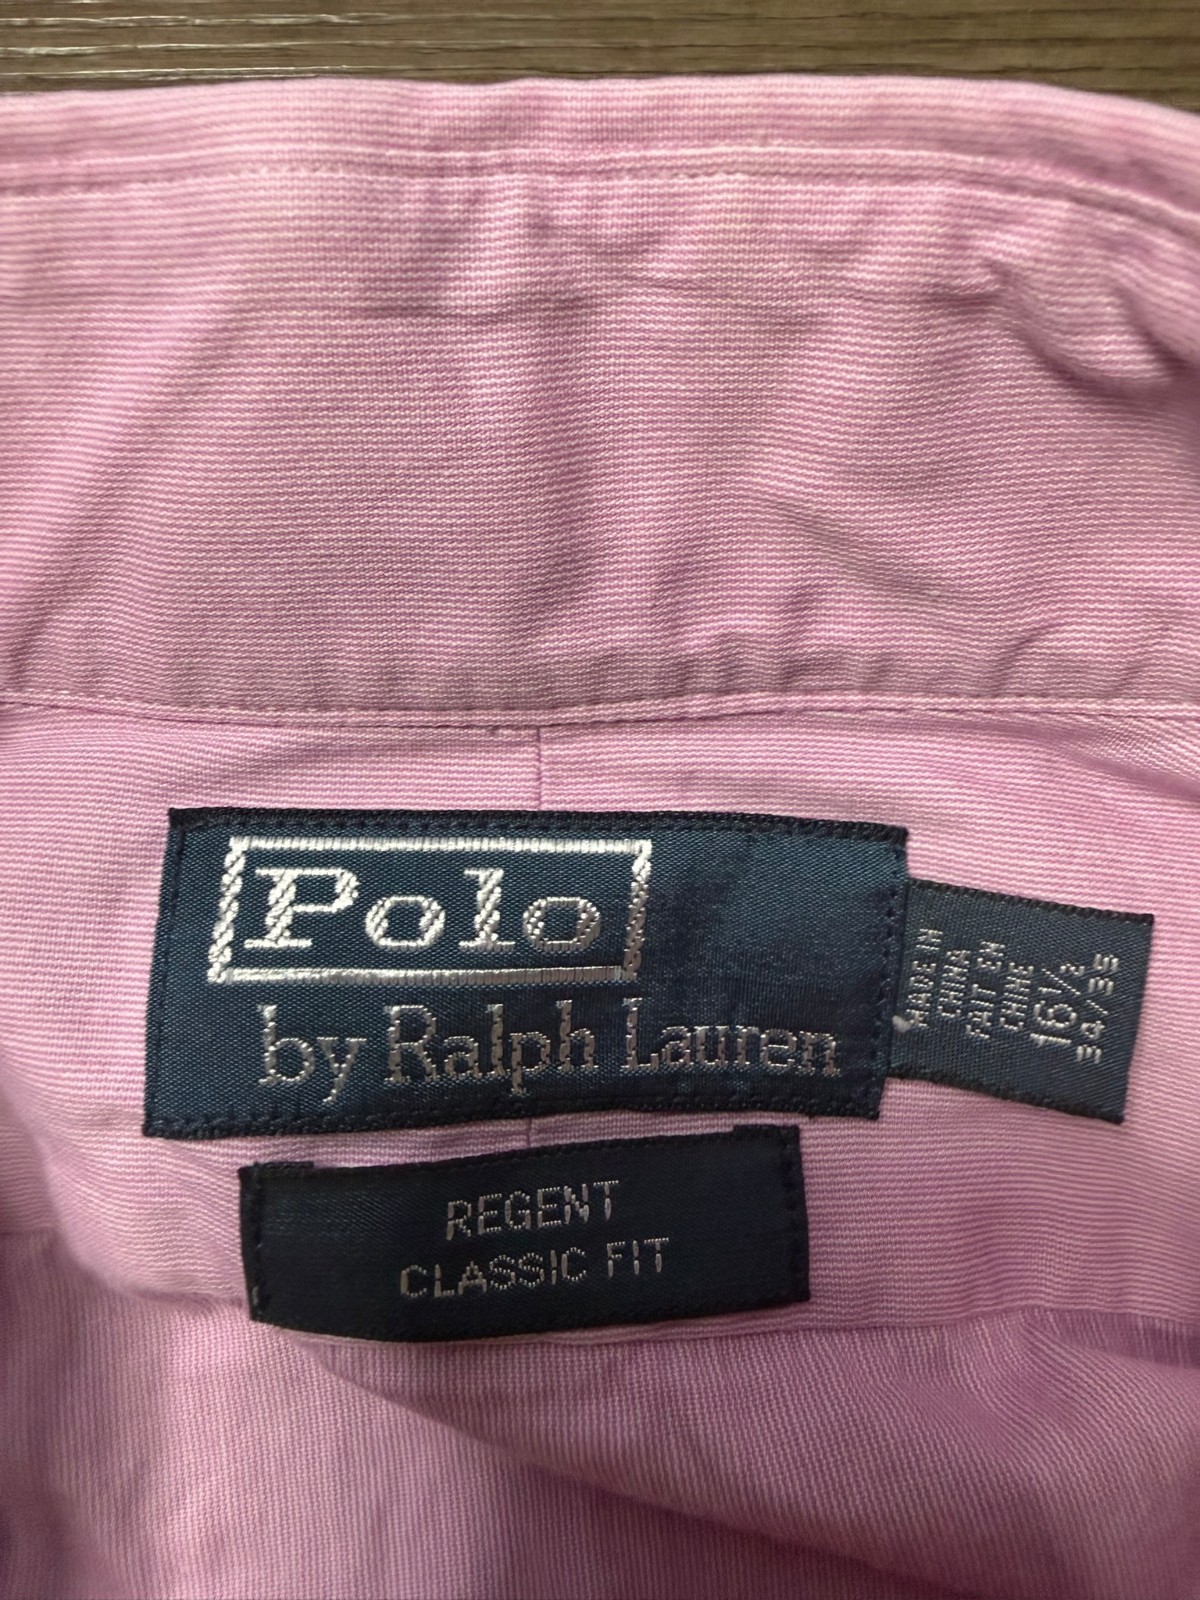 Polo
by Ralph Lauren
MADE IN
CHINA
FAIT EN
CHINE
16½
34/35
REGENT
CLASSIC FIT